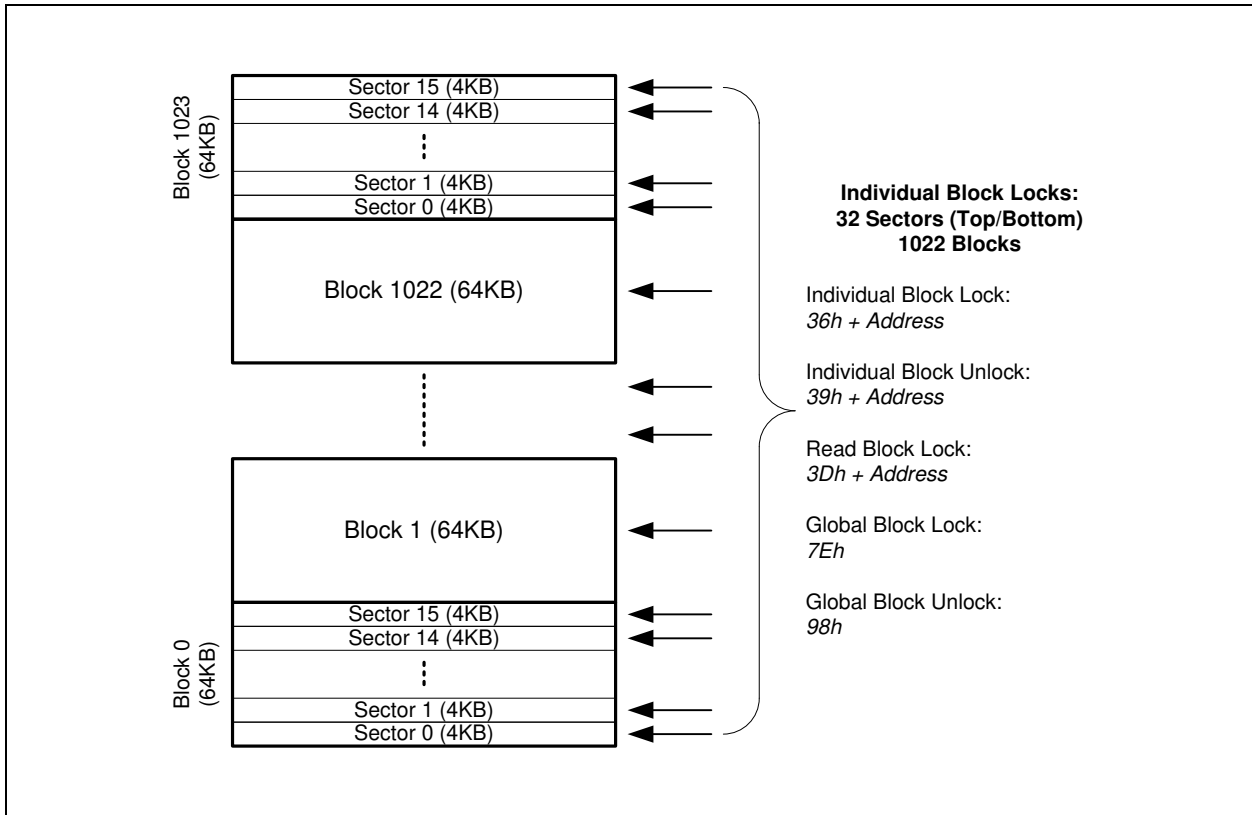 Block 1023
(64KB)
Sector 15 (4KB)
Sector 14 (4KB)
Sector 1 (4KB)
Sector 0 (4KB)
Block 1022 (64KB)
Block 1 (64KB)
Block 0
(64KB)
Sector 15 (4KB)
Sector 14 (4KB)
Sector 1 (4KB)
Sector 0 (4KB)
Individual Block Locks:
32 Sectors (Top/Bottom)
1022 Blocks
Individual Block Lock:
36h + Address
Individual Block Unlock:
39h + Address
Read Block Lock:
3Dh + Address
Global Block Lock:
7Eh
Global Block Unlock:
98h